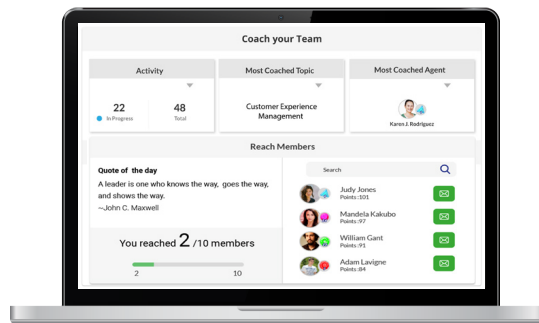 Coach your Team
Activity
22
In Progress
48
Total
Most Coached Topic
Customer Experience
Management
Most Coached Agent
Karen J. Rodriguez
Reach Members
Quote of the day
A leader is one who knows the way, goes the way,
and shows the way.
~John C. Maxwell
You reached 2 /10 members
2
10
Search
Judy Jones
Points :101
Mandela Kakubo
Points :97
William Gant
Points :91
Adam Lavigne
Points :84